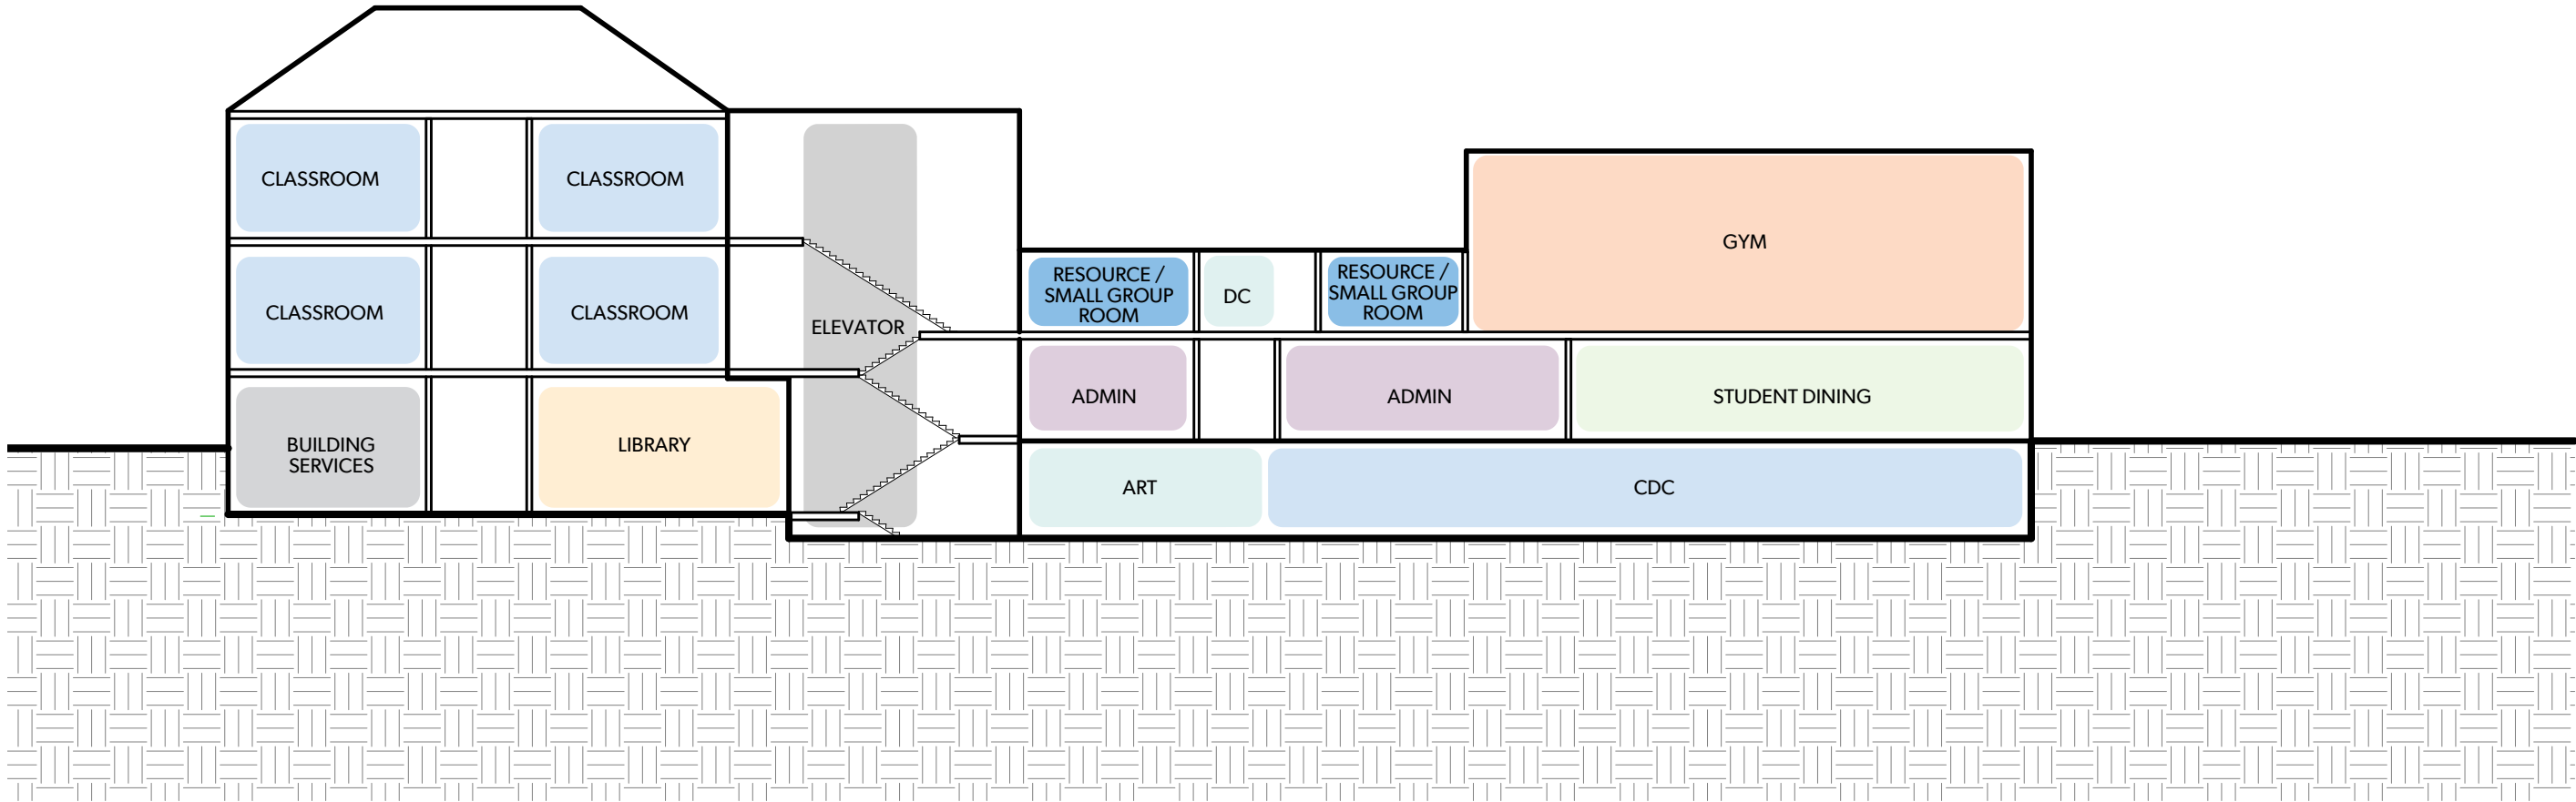 CLASSROOM
CLASSROOM
CLASSROOM
CLASSROOM
BUILDING
SERVICES
LIBRARY
ELEVATOR
RESOURCE /
SMALL GROUP
ROOM
DC
RESOURCE /
SMALL GROUP
ROOM
GYM
ADMIN
ADMIN
STUDENT DINING
ART
CDC